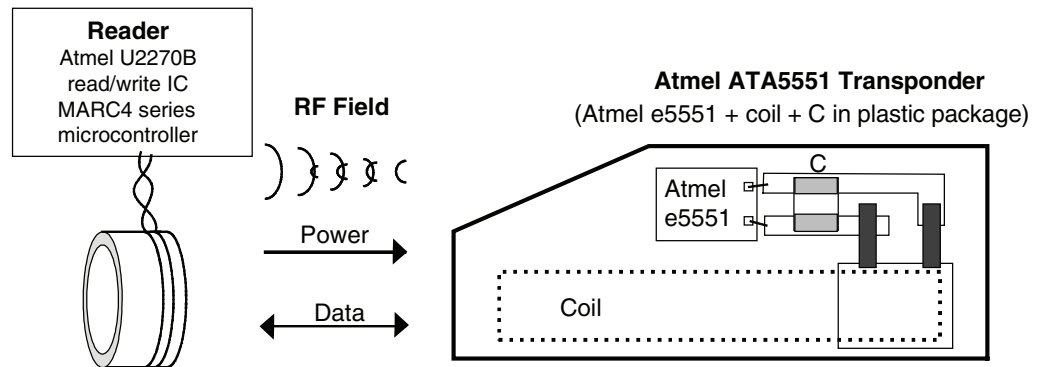 Reader
Atmel U2270B
read/write IC
MARC4 series
microcontroller
RF Field
Power
Data
Atmel ATA5551 Transponder
(Atmel e5551 + coil + C in plastic package)
C
Atmel
e5551
Coil